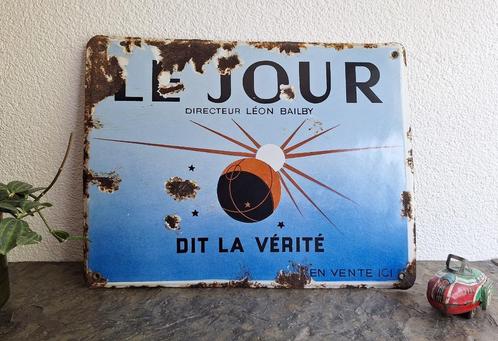 LE JOUR
DIRECTEUR LÉON BAILBY
DIT LA VÉRITÉ
EN VENTE ICI